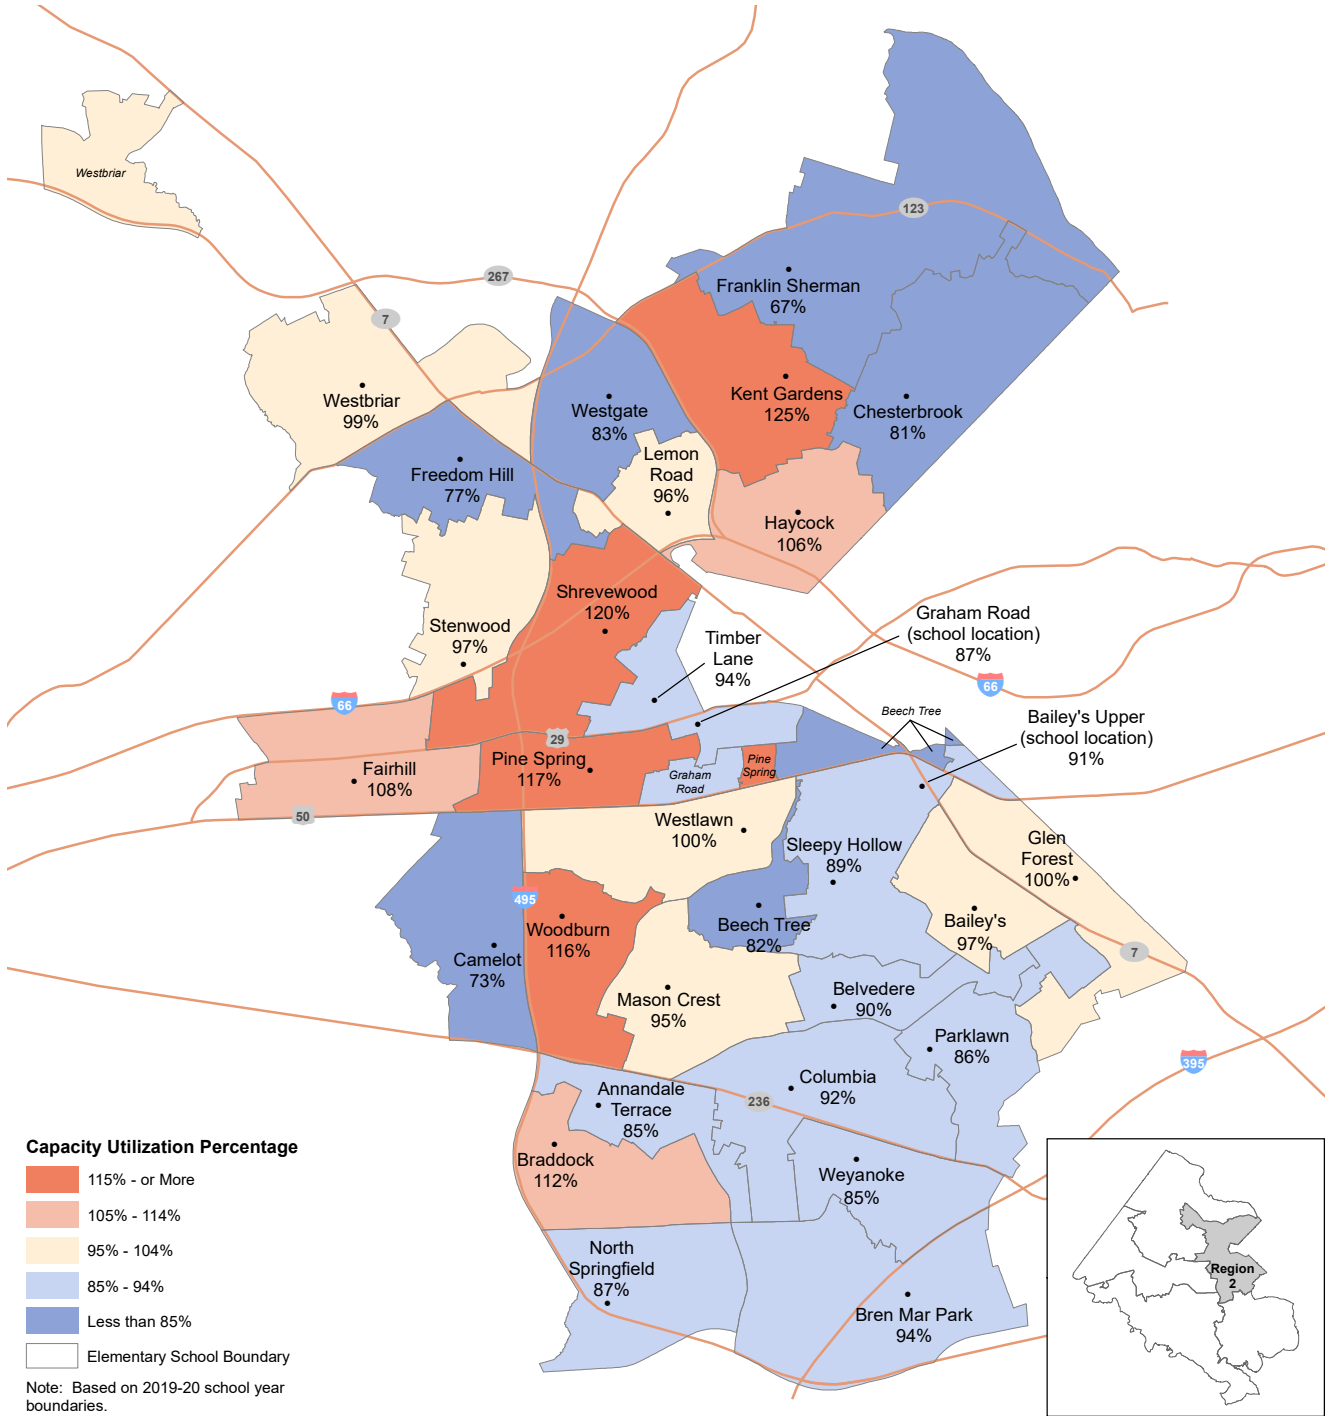 Westbriar
123
267
Franklin Sherman
67%
7
Kent Gardens
125%
Westbriar
99%
Westgate
83%
Chesterbrook
81%
Lemon
Road
96%
Freedom Hill
77%
Haycock
106%
Shrevewood
120%
Graham Road
(school location)
87%
Stenwood
97%
Timber
Lane
94%
66
66
Beech Tree
Bailey's Upper
(school location)
91%
29
Pine Spring
117%
Pine
Spring
Graham
Road
Fairhill
108%
50
Westlawn
100%
Sleepy Hollow
89%
Glen
Forest
100%
495
Woodburn
116%
Beech Tree
82%
Bailey's
97%
7
Camelot
73%
Mason Crest
95%
Belvedere
90%
Parklawn
86%
395
Columbia
92%
236
Annandale
Terrace
85%
Braddock
112%
Weyanoke
85%
North
Springfield
87%
Bren Mar Park
94%
Capacity Utilization Percentage
115% - or More
105% - 114%
95% - 104%
85% - 94%
Less than 85%
Elementary School Boundary
Note:  Based on 2019-20 school year
boundaries.
Region
2